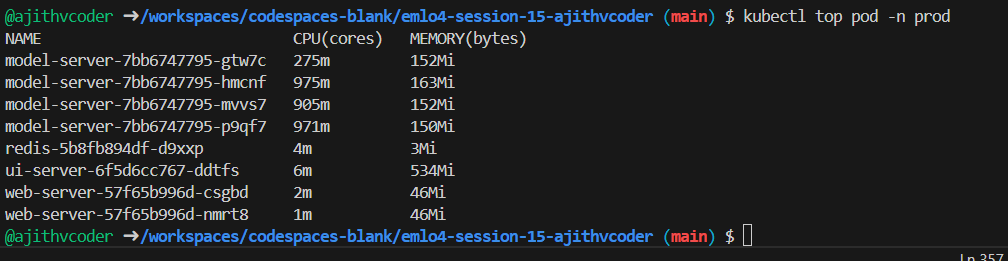 @ajithvcoder ➜/workspaces/codespaces-blank/emlo4-session-15-ajithvcoder (main) $ kubectl top pod -n prod
NAME CPU(cores) MEMORY(bytes)
model-server-7bb6747795-gtw7c 275m 152Mi
model-server-7bb6747795-hmcnf 975m 163Mi
model-server-7bb6747795-mvvs7 905m 152Mi
model-server-7bb6747795-p9qf7 971m 150Mi
redis-5b8fb894df-d9xxp 4m 3Mi
ui-server-6f5d6cc767-ddtfs 6m 534Mi
web-server-57f65b996d-csgbd 2m 46Mi
web-server-57f65b996d-nmrt8 1m 46Mi
@ajithvcoder ➜/workspaces/codespaces-blank/emlo4-session-15-ajithvcoder (main) $
Ln 357